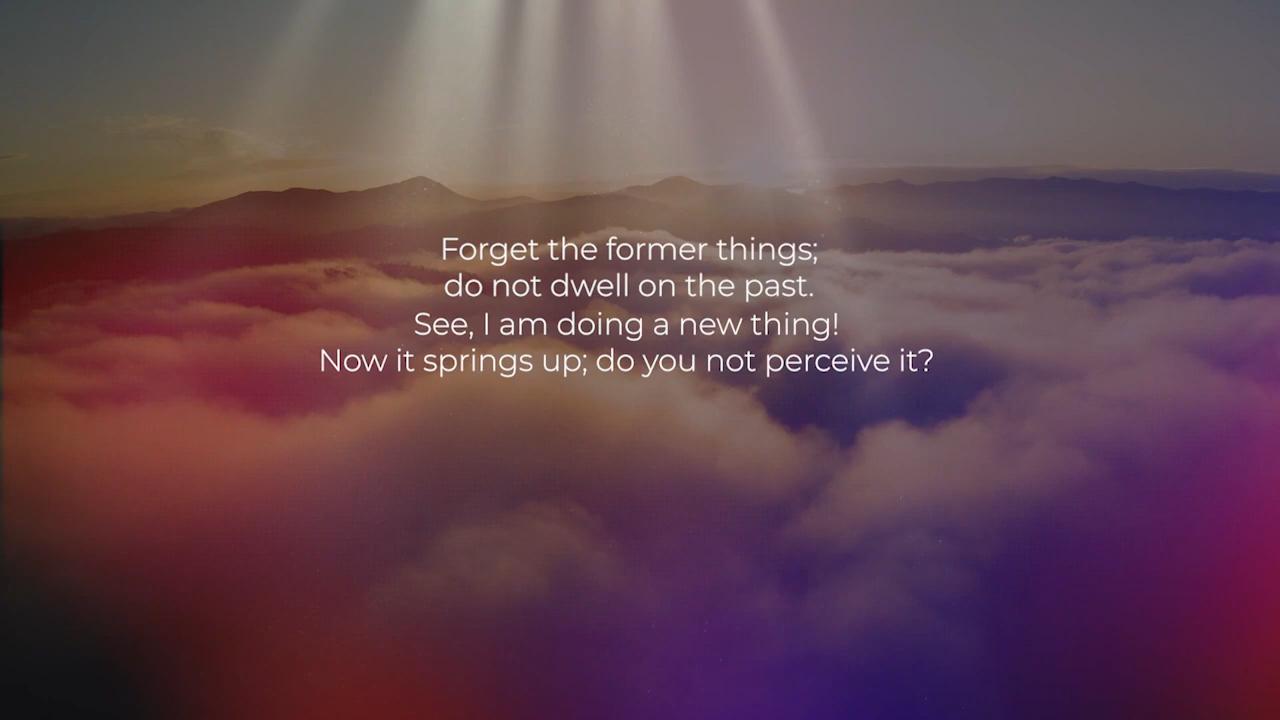 Forget the former things;
do not dwell on the past.
See, I am doing a new thing!
Now it springs up; do you not perceive it?